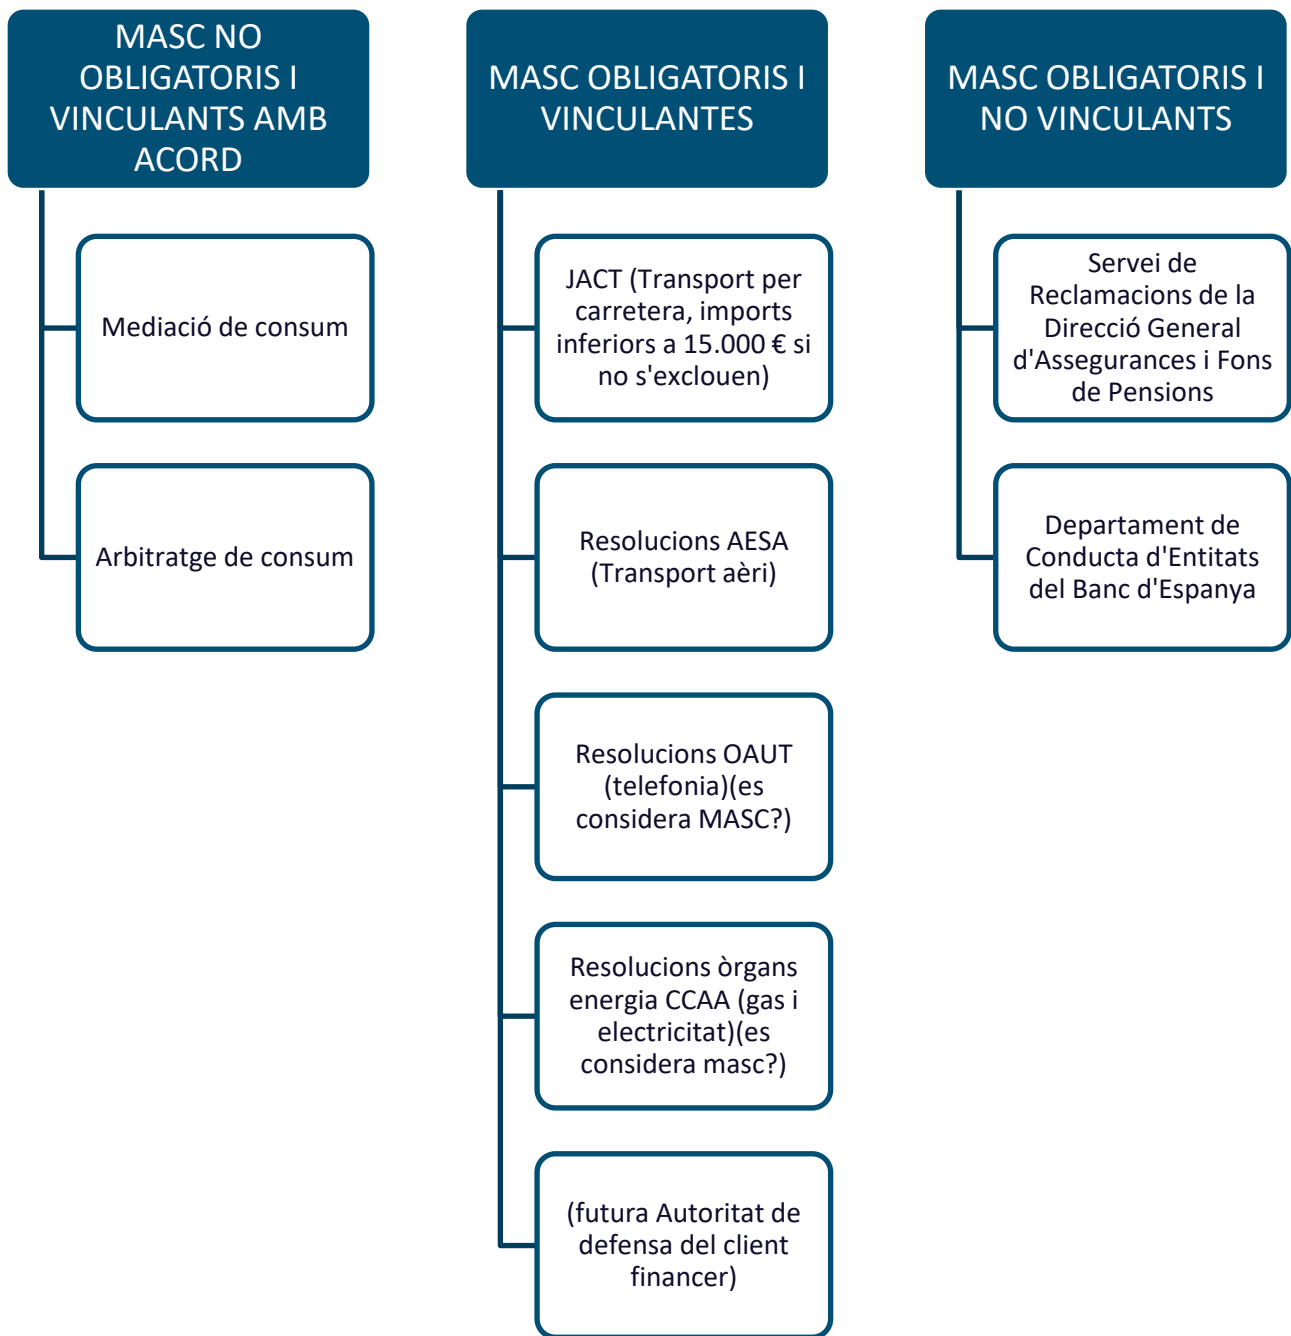 MASC NO
OBLIGATORIS I
VINCULANTS AMB
ACORD
Mediació de consum
Arbitratge de consum
MASC OBLIGATORIS I
VINCULANTES
JACT (Transport per
carretera, imports
inferiors a 15.000 € si
no s'exclouen)
Resolucions AESA
(Transport aèri)
Resolucions OAUT
(telefonia)(es
considera MASC?)
Resolucions òrgans
energia CCAA (gas i
electricitat)(es
considera masc?)
(futura Autoritat de
defensa del client
financer)
MASC OBLIGATORIS I
NO VINCULANTS
Servei de
Reclamacions de la
Direcció General
d'Assegurances i Fons
de Pensions
Departament de
Conducta d'Entitats
del Banc d'Espanya